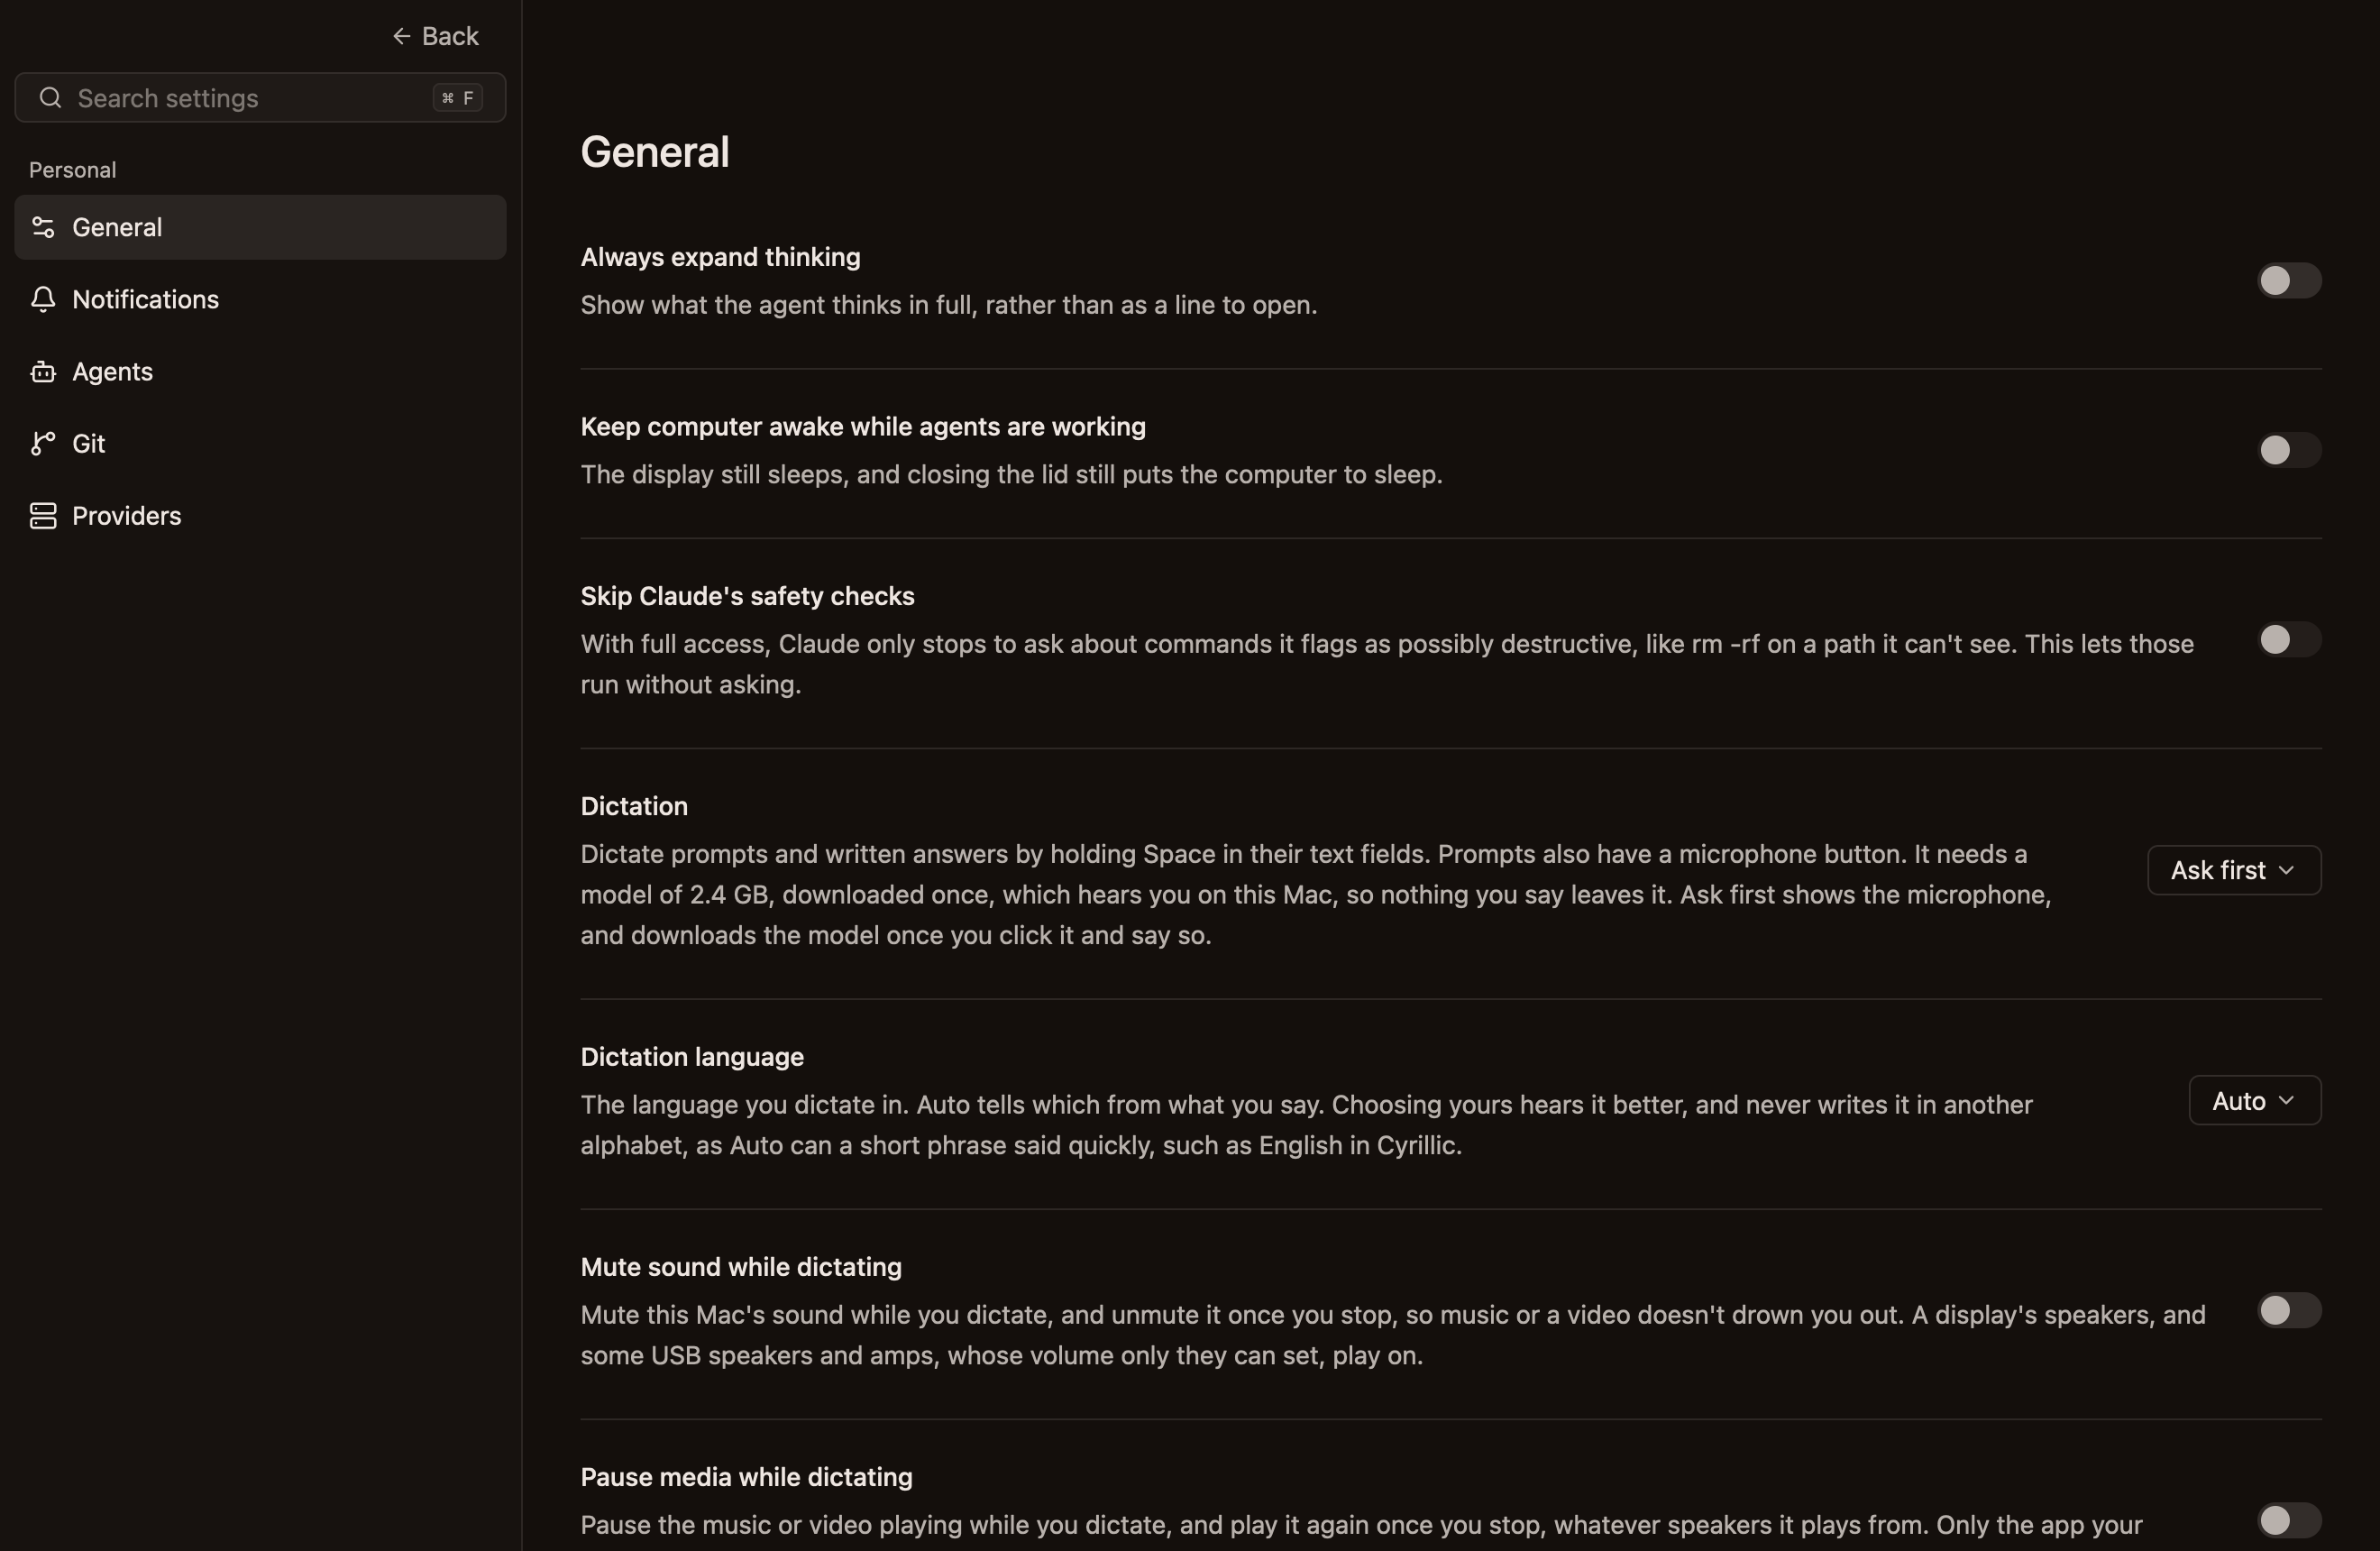 Back
Search settings
⌘ F
Personal
General
Notifications
Agents
Git
Providers
General
Always expand thinking
Show what the agent thinks in full, rather than as a line to open.
Keep computer awake while agents are working
The display still sleeps, and closing the lid still puts the computer to sleep.
Skip Claude's safety checks
With full access, Claude only stops to ask about commands it flags as possibly destructive, like rm -rf on a path it can't see. This lets those
run without asking.
Dictation
Dictate prompts and written answers by holding Space in their text fields. Prompts also have a microphone button. It needs a
model of 2.4 GB, downloaded once, which hears you on this Mac, so nothing you say leaves it. Ask first shows the microphone,
and downloads the model once you click it and say so.
Ask first
Dictation language
The language you dictate in. Auto tells which from what you say. Choosing yours hears it better, and never writes it in another
alphabet, as Auto can a short phrase said quickly, such as English in Cyrillic.
Auto
Mute sound while dictating
Mute this Mac's sound while you dictate, and unmute it once you stop, so music or a video doesn't drown you out. A display's speakers, and
some USB speakers and amps, whose volume only they can set, play on.
Pause media while dictating
Pause the music or video playing while you dictate, and play it again once you stop, whatever speakers it plays from. Only the app your